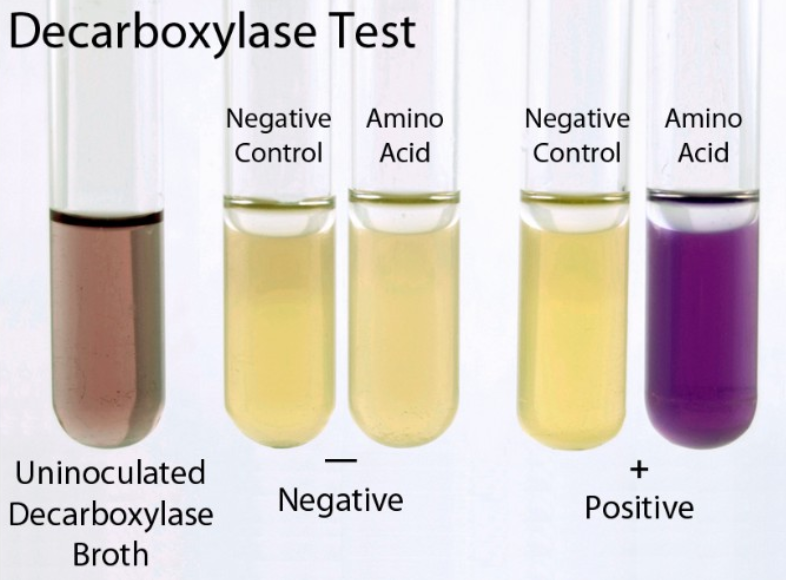 Decarboxylase Test
Negative
Control
Amino
Acid
Negative
Control
Amino
Acid
Uninoculated
Decarboxylase
Broth
—
Negative
+
Positive